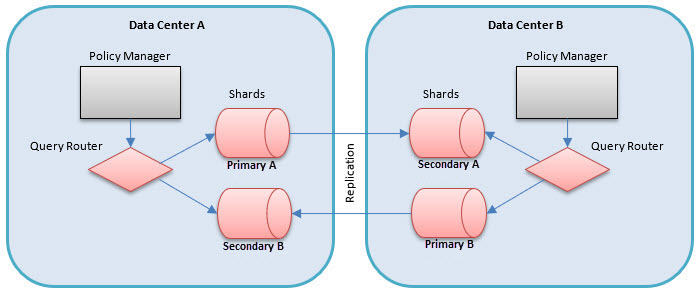 Data Center A
Data Center B
Policy Manager
Policy Manager
Shards
Shards
Query Router
Query Router
Primary A
Secondary A
Replication
Secondary B
Primary B